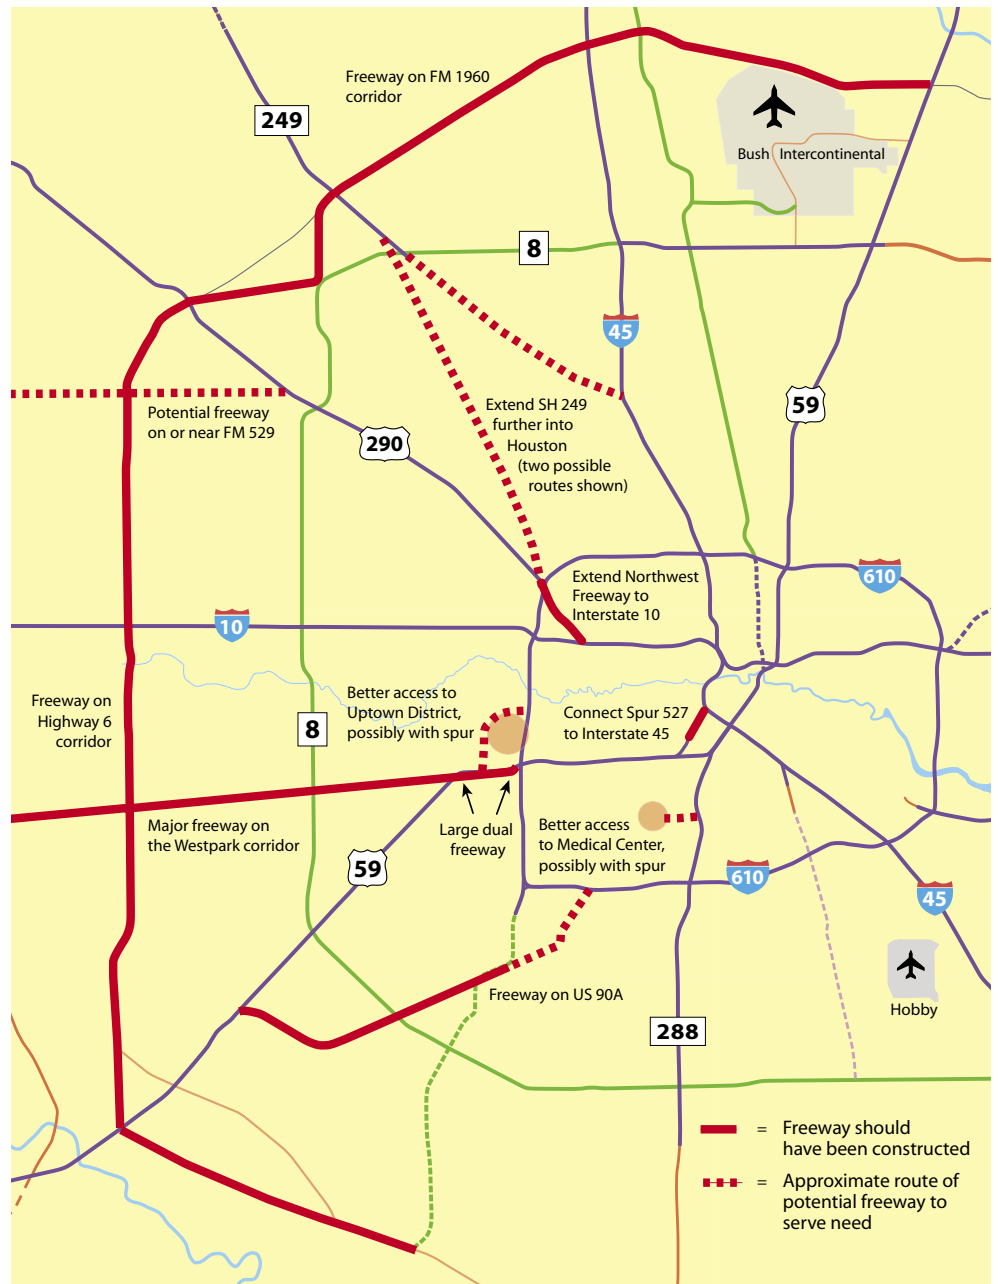 Freeway on FM 1960
corridor
249
Bush Intercontinental
8
45
59
Potential freeway
on or near FM 529
290
Extend SH 249
further into
Houston
(two possible
routes shown)
Extend Northwest
Freeway to
Interstate 10
610
10
Freeway on
Highway 6
corridor
8
Better access to
Uptown District,
possibly with spur
Connect Spur 527
to Interstate 45
Major freeway on
the Westpark corridor
Large dual
freeway
Better access
to Medical Center,
possibly with spur
59
610
45
Freeway on US 90A
Hobby
288
= Freeway should
have been constructed
= Approximate route of
potential freeway to
serve need